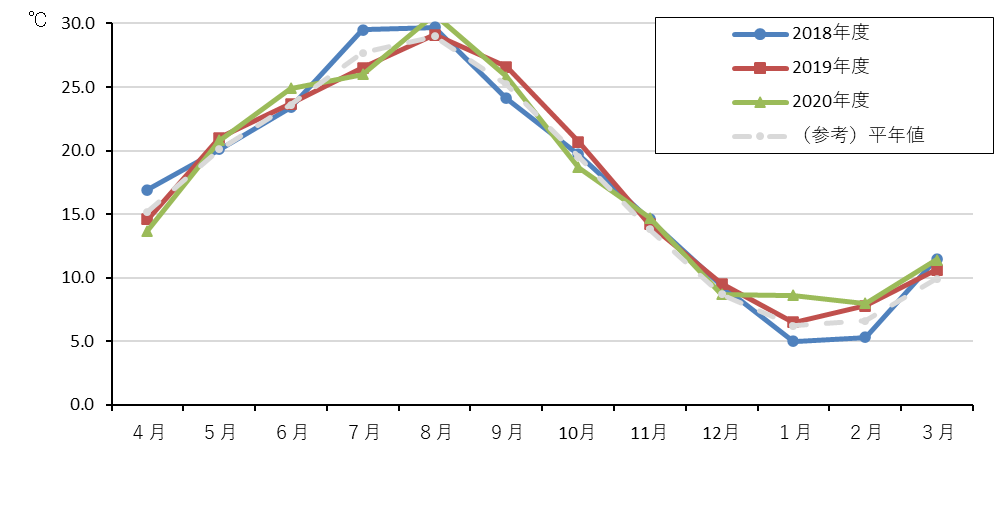 ℃
30.0
25.0
20.0
15.0
10.0
5.0
0.0
４月 ５月 ６月 ７月 ８月 ９月 10月 11月 12月 １月 ２月 ３月
2018年度
2019年度
2020年度
（参考）平年値